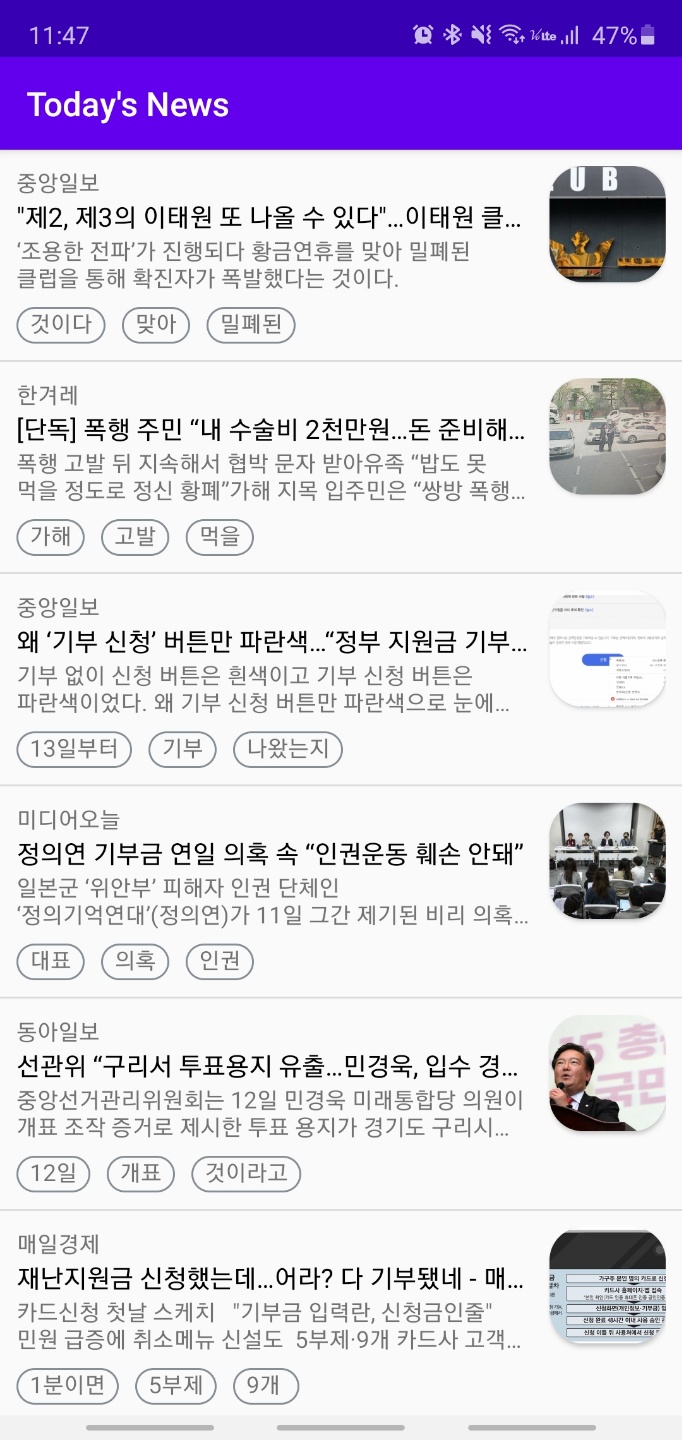 11:47
47%
Today's News
중앙일보
"제2, 제3의 이태원 또 나올 수 있다"...이태원 클...
UB
‘조용한 전파’가 진행되다 황금연휴를 맞아 밀폐된
클럽을 통해 확진자가 폭발했다는 것이다.
것이다 맞아 밀폐된
한겨레
[단독] 폭행 주민 “내 수술비 2천만원...돈 준비해...
폭행 고발 뒤 지속해서 협박 문자 받아유족 “밥도 못
먹을 정도로 정신 황폐”가해 지목 입주민은 “쌍방 폭행...
가해 고발 먹을
중앙일보
왜 ‘기부 신청’ 버튼만 파란색...“정부 지원금 기부...
기부 없이 신청 버튼은 흰색이고 기부 신청 버튼은
파란색이었다. 왜 기부 신청 버튼만 파란색으로 눈에...
13일부터 기부 나왔는지
미디어오늘
정의연 기부금 연일 의혹 속 “인권운동 훼손 안돼”
일본군 ‘위안부’ 피해자 인권 단체인
‘정의기억연대’(정의연)가 11일 그간 제기된 비리 의혹...
대표 의혹 인권
동아일보
선관위 “구리서 투표용지 유출...민경욱, 입수 경...
중앙선거관리위원회는 12일 민경욱 미래통합당 의원이
개표 조작 증거로 제시한 투표 용지가 경기도 구리시...
12일 개표 것이라고
매일경제
재난지원금 신청했는데...어라? 다 기부됐네 - 매...
카드신청 첫날 스케치 "기부금 입력란, 신청금인줄"
민원 급증에 취소메뉴 신설도 5부제·9개 카드사 고객...
1분이면 5부제 9개